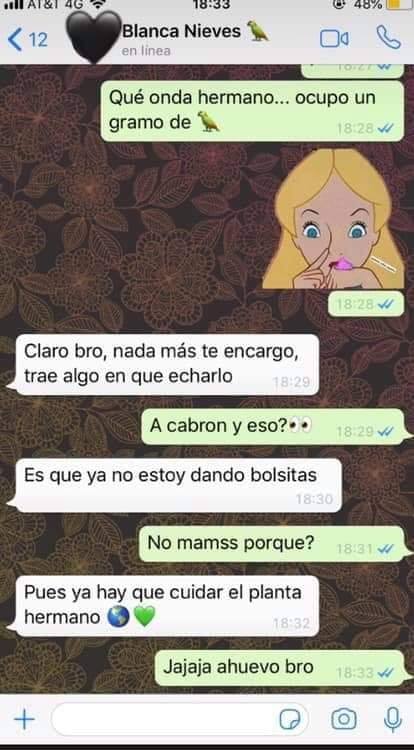 AT&T 4G 18:33 48%
12 Blanca Nieves 🦜
en línea
18:27
Qué onda hermano... ocupo un
gramo de 🦜
18:28
18:28
Claro bro, nada más te encargo,
trae algo en que echarlo
18:29
A cabron y eso?👀 18:29
Es que ya no estoy dando bolsitas
18:30
No mamss porque? 18:31
Pues ya hay que cuidar el planta
hermano 🌎💚
18:32
Jajaja ahuevo bro 18:33